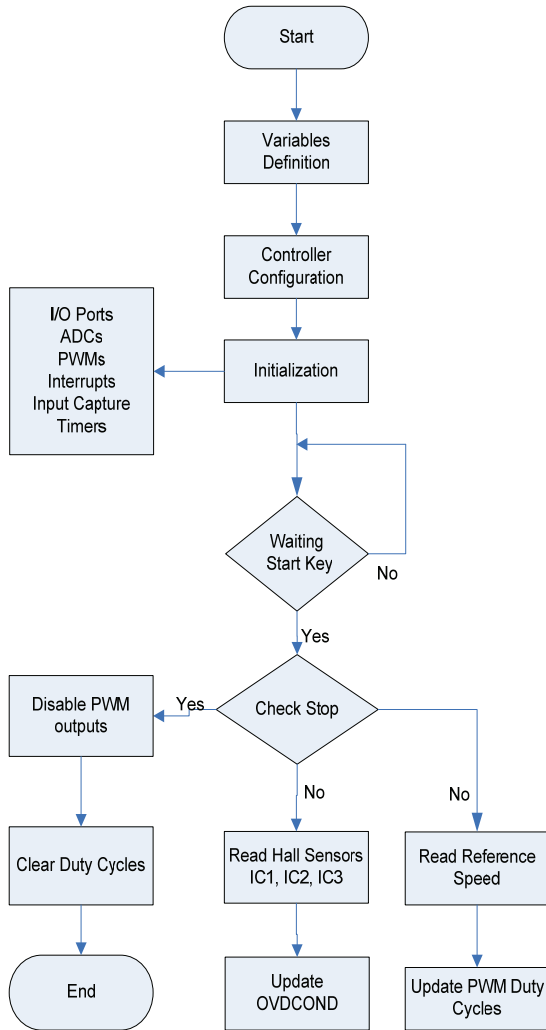 Start
Variables
Definition
Controller
Configuration
I/O Ports
ADCs
PWMs
Interrupts
Input Capture
Timers
Initialization
Waiting
Start Key
No
Yes
Check Stop
Yes
Disable PWM
outputs
No
No
Clear Duty Cycles
Read Hall Sensors
IC1, IC2, IC3
Read Reference
Speed
End
Update
OVDCOND
Update PWM Duty
Cycles